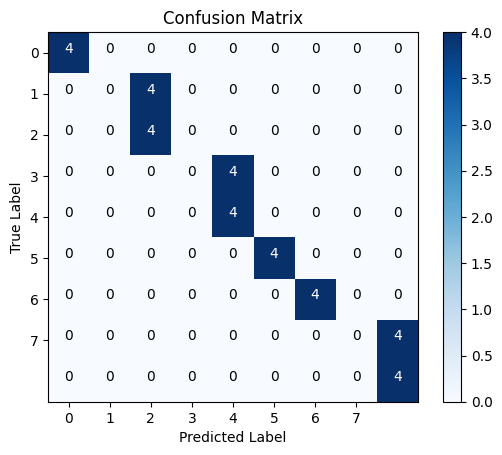 Confusion Matrix
0 4 0 0 0 0 0 0 0 0
1 0 0 4 0 0 0 0 0 0
2 0 0 4 0 0 0 0 0 0
3 0 0 0 0 4 0 0 0 0
4 0 0 0 0 4 0 0 0 0
5 0 0 0 0 0 4 0 0 0
6 0 0 0 0 0 0 4 0 0
7 0 0 0 0 0 0 0 0 4
0 0 0 0 0 0 0 0 4
0 1 2 3 4 5 6 7
Predicted Label
True Label
4.0
3.5
3.0
2.5
2.0
1.5
1.0
0.5
0.0